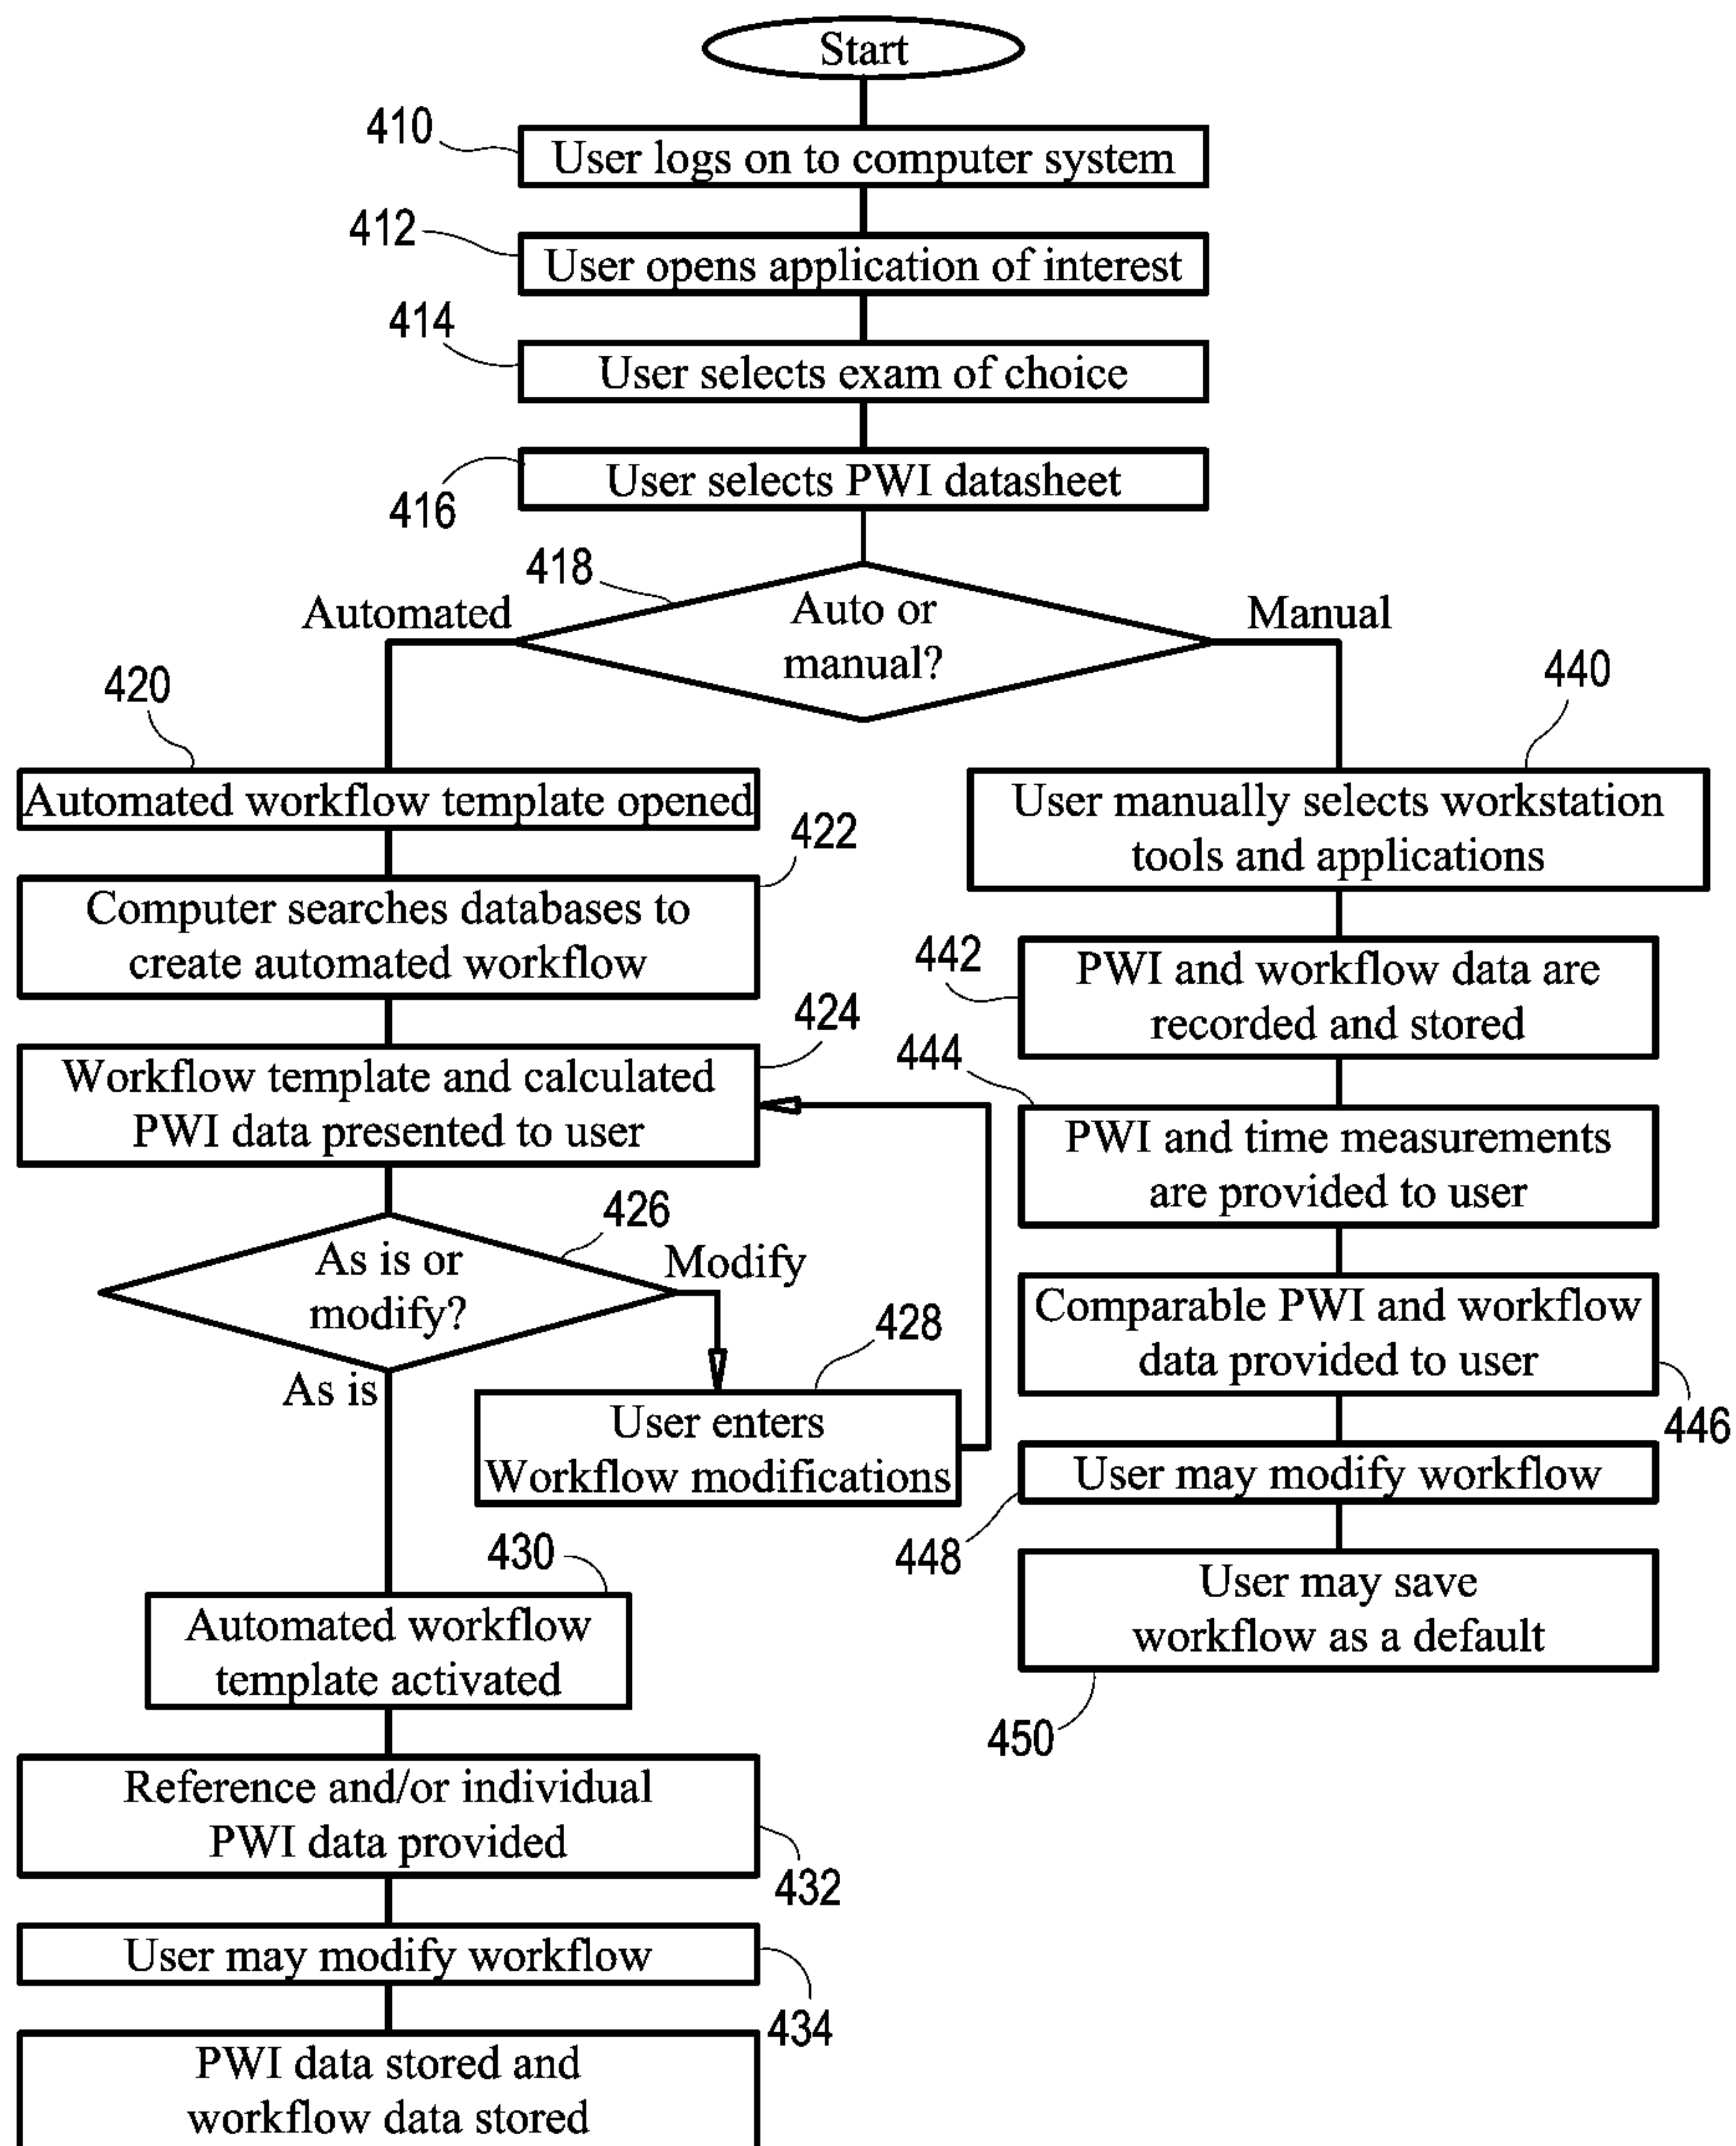 Start
410
User logs on to computer system
412
User opens application of interest
414
User selects exam of choice
416
User selects PWI datasheet
418
Auto or
manual?
Automated
Manual
420
Automated workflow template opened
422
Computer searches databases to
create automated workflow
424
Workflow template and calculated
PWI data presented to user
426
As is or
modify?
Modify
As is
428
User enters
Workflow modifications
430
Automated workflow
template activated
Reference and/or individual
PWI data provided
432
User may modify workflow
434
PWI data stored and
workflow data stored
440
User manually selects workstation
tools and applications
442
PWI and workflow data are
recorded and stored
444
PWI and time measurements
are provided to user
Comparable PWI and workflow
data provided to user
446
User may modify workflow
448
User may save
workflow as a default
450